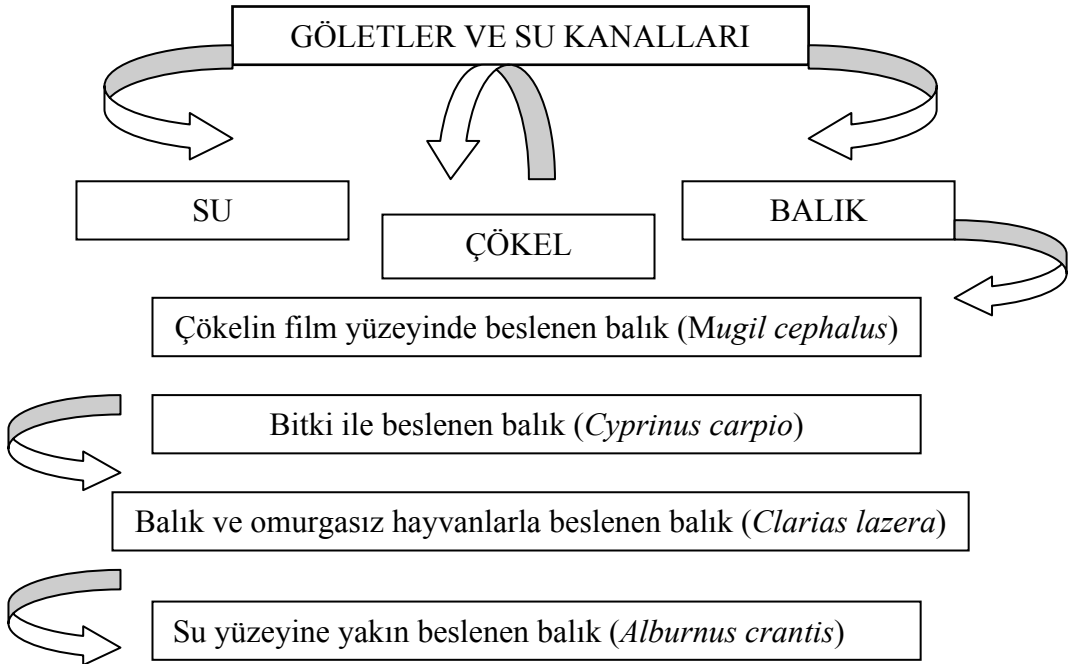 GÖLETLER VE SU KANALLARI
SU
ÇÖKEL
BALIK
Çökelin film yüzeyinde beslenen balık (Mugil cephalus)
Bitki ile beslenen balık (Cyprinus carpio)
Balık ve omurgasız hayvanlarla beslenen balık (Clarias lazera)
Su yüzeyine yakın beslenen balık (Alburnus crantis)